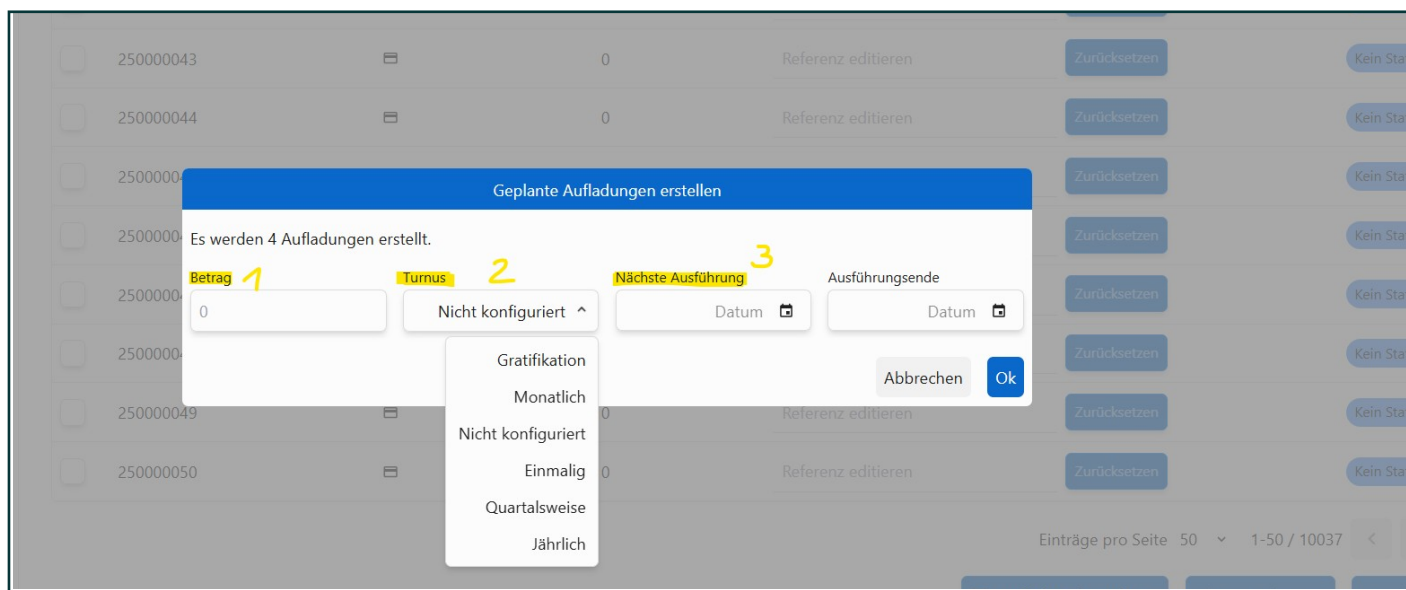 250000043 0 Referenz editieren Zurücksetzen Kein Sta
250000044 0 Referenz editieren Zurücksetzen Kein Sta
2500000 Zurücksetzen Kein Sta
Geplante Aufladungen erstellen
2500000 Zurücksetzen Kein Sta
Es werden 4 Aufladungen erstellt.
Betrag 1 Turnus 2 Nächste Ausführung 3 Ausführungsende
2500000 Zurücksetzen Kein Sta
0 Nicht konfiguriert Datum Datum
2500000 Zurücksetzen Kein Sta
Gratifikation
Monatlich
Nicht konfiguriert
Einmalig
Quartalsweise
Jährlich
Abbrechen Ok
250000049 0 Referenz editieren Zurücksetzen Kein Sta
250000050 0 Referenz editieren Zurücksetzen Kein Sta
Einträge pro Seite 50 1-50 / 10037